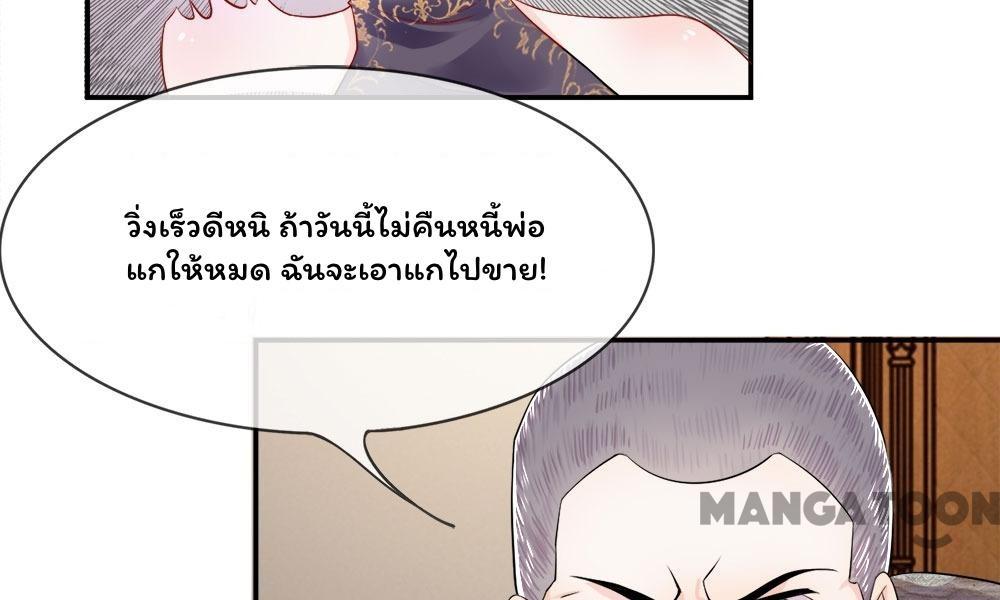 วิ่งเร็วดีหนิ ถ้าวันนี้ไม่คืนหนี้พ่อ
แกให้หมด ฉันจะเอาแกไปขาย!
MANGATOON